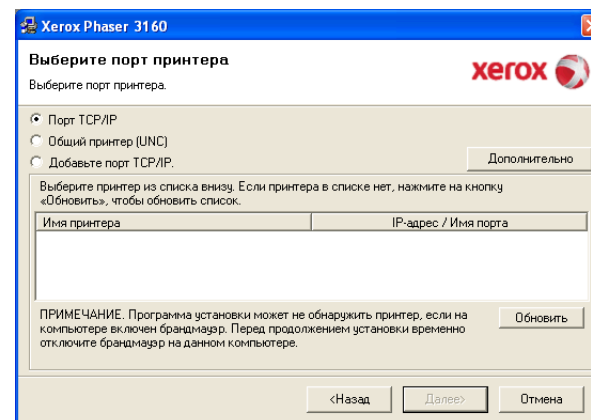 Xerox Phaser 3160
Выберите порт принтера
Выберите порт принтера.
xerox
Порт TCP/IP
Общий принтер (UNC)
Добавьте порт TCP/IP.
Дополнительно
Выберите принтер из списка внизу. Если принтера в списке нет, нажмите на кнопку
«Обновить», чтобы обновить список.
Имя принтера IP-адрес / Имя порта
ПРИМЕЧАНИЕ. Программа установки может не обнаружить принтер, если на
компьютере включен брандмауэр. Перед продолжением установки временно
отключите брандмауэр на данном компьютере.
Обновить
<Назад Далее> Отмена